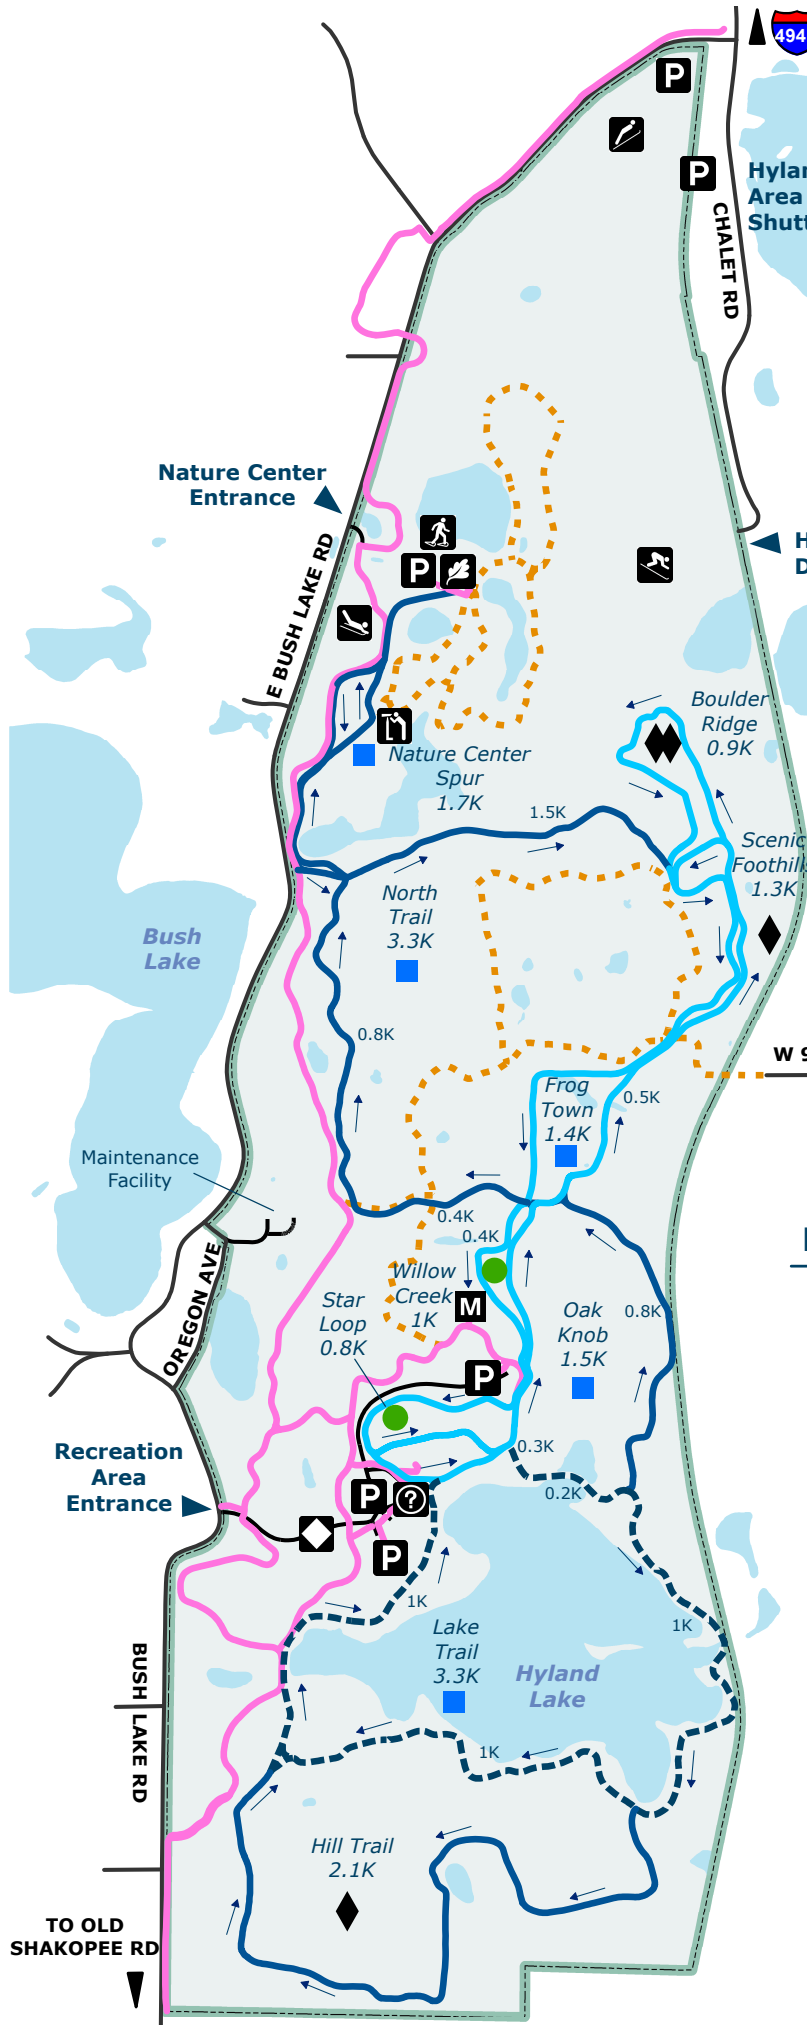 494
P
P
Hylan
Area
Shutt
CHALET RD
Nature Center
Entrance
E BUSH LAKE RD
P
H
D
Boulder
Ridge
0.9K
Nature Center
Spur
1.7K
1.5K
Scenic
Foothills
1.3K
North
Trail
3.3K
Bush
Lake
0.8K
W 9
Frog
Town
1.4K
0.5K
Maintenance
Facility
0.4K
0.4K
OREGON AVE
Willow
Creek
1K
M
Star
Loop
0.8K
Oak
Knob
1.5K
0.8K
P
0.3K
Recreation
Area
Entrance
0.2K
P
?
P
1K
Lake
Trail
3.3K
1K
Hyland
Lake
BUSH LAKE RD
1K
Hill Trail
2.1K
TO OLD
SHAKOPEE RD